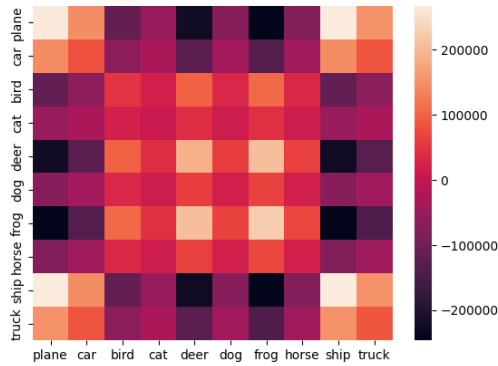 plane
car
bird
cat
deer
dog
frog
horse
ship
truck
plane car bird cat deer dog frog horse ship truck
200000
100000
0
-100000
-200000